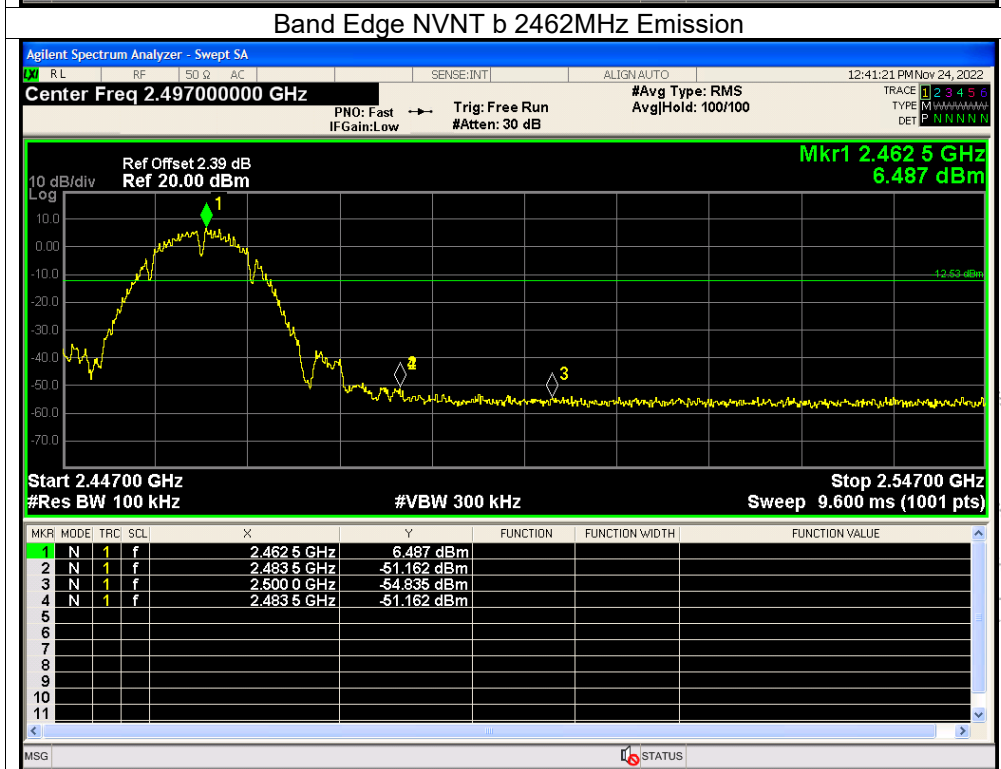 Band Edge NVNT b 2462MHz Emission
Agilent Spectrum Analyzer - Swept SA
LXI RL RF 50 Ω AC SENSE:INT ALIGN AUTO 12:41:21 PM Nov 24, 2022
Center Freq 2.497000000 GHz #Avg Type: RMS TRACE 1 2 3 4 5 6
PNO: Fast Trig: Free Run Avg|Hold: 100/100 TYPE M WWWWW
IFGain:Low #Atten: 30 dB DET P N N N N N
Mkr1 2.462 5 GHz
Ref Offset 2.39 dB
10 dB/div Ref 20.00 dBm 6.487 dBm
Log
1
10.0
0.00
-10.0
-12.53 dBm
-20.0
-30.0
-40.0
3
-50.0
-60.0
-70.0
Start 2.44700 GHz Stop 2.54700 GHz
#Res BW 100 kHz #VBW 300 kHz Sweep 9.600 ms (1001 pts)
MKR MODE TRC SCL X Y FUNCTION FUNCTION WIDTH FUNCTION VALUE
1 N 1 f 2.462 5 GHz 6.487 dBm
2 N 1 f 2.483 5 GHz -51.162 dBm
3 N 1 f 2.500 0 GHz -54.835 dBm
4 N 1 f 2.483 5 GHz -51.162 dBm
5
6
7
8
9
10
11
MSG STATUS